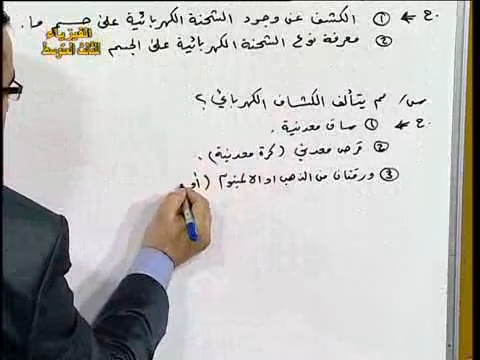 ج ← ① الكشف عن وجود الشحنة الكهربائية على جسم ما.
② معرفة نوع الشحنة الكهربائية على الجسم
الفيزياء
الثالث المتوسط
س/ مم يتألف الكشاف الكهربائي؟
ج ← ① ساق معدنية.
② قرص معدني (كرة معدنية).
③ ورقتان من الذهب او الالمنيوم (أو